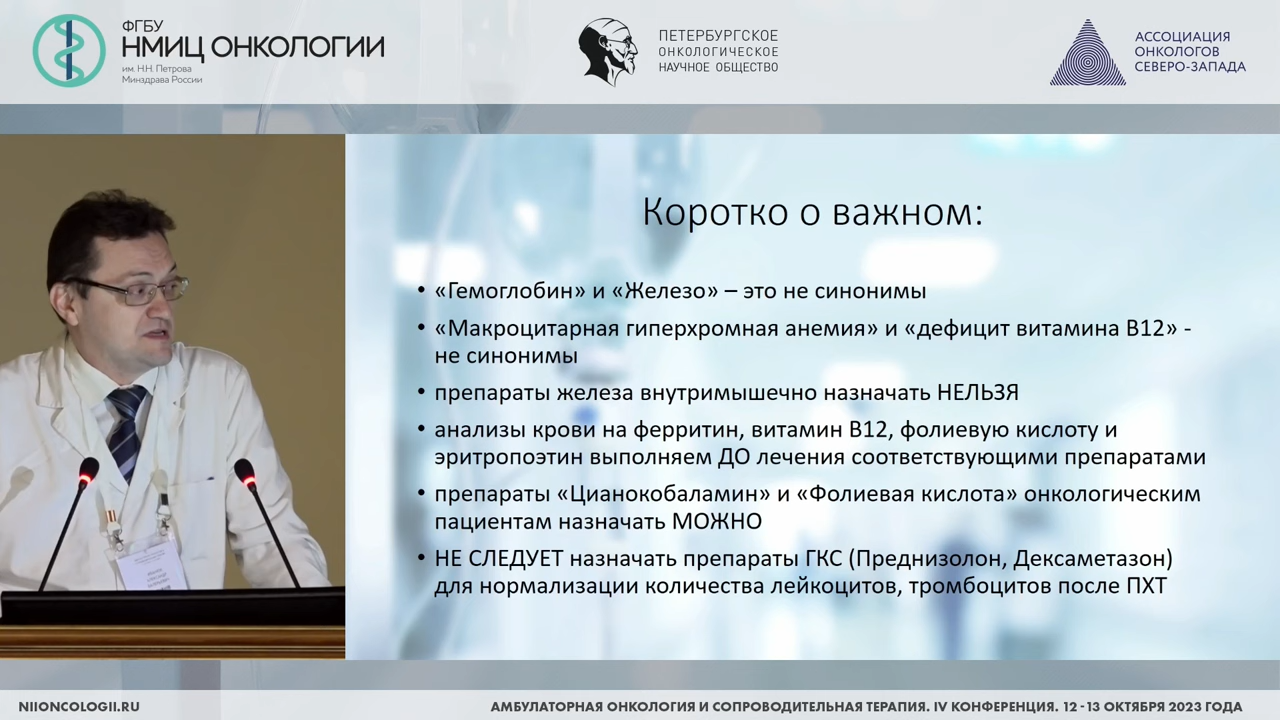 ФГБУ
НМИЦ ОНКОЛОГИИ
им. Н.Н. Петрова
Минздрава России
ПЕТЕРБУРГСКОЕ
ОНКОЛОГИЧЕСКОЕ
НАУЧНОЕ ОБЩЕСТВО
АССОЦИАЦИЯ
ОНКОЛОГОВ
СЕВЕРО-ЗАПАДА
Коротко о важном:
• «Гемоглобин» и «Железо» – это не синонимы
• «Макроцитарная гиперхромная анемия» и «дефицит витамина В12» -
не синонимы
• препараты железа внутримышечно назначать НЕЛЬЗЯ
• анализы крови на ферритин, витамин В12, фолиевую кислоту и
эритропоэтин выполняем ДО лечения соответствующими препаратами
• препараты «Цианокобаламин» и «Фолиевая кислота» онкологическим
пациентам назначать МОЖНО
• НЕ СЛЕДУЕТ назначать препараты ГКС (Преднизолон, Дексаметазон)
для нормализации количества лейкоцитов, тромбоцитов после ПХТ
NIIONCOLOGII.RU
АМБУЛАТОРНАЯ ОНКОЛОГИЯ И СОПРОВОДИТЕЛЬНАЯ ТЕРАПИЯ. IV КОНФЕРЕНЦИЯ. 12 - 13 ОКТЯБРЯ 2023 ГОДА